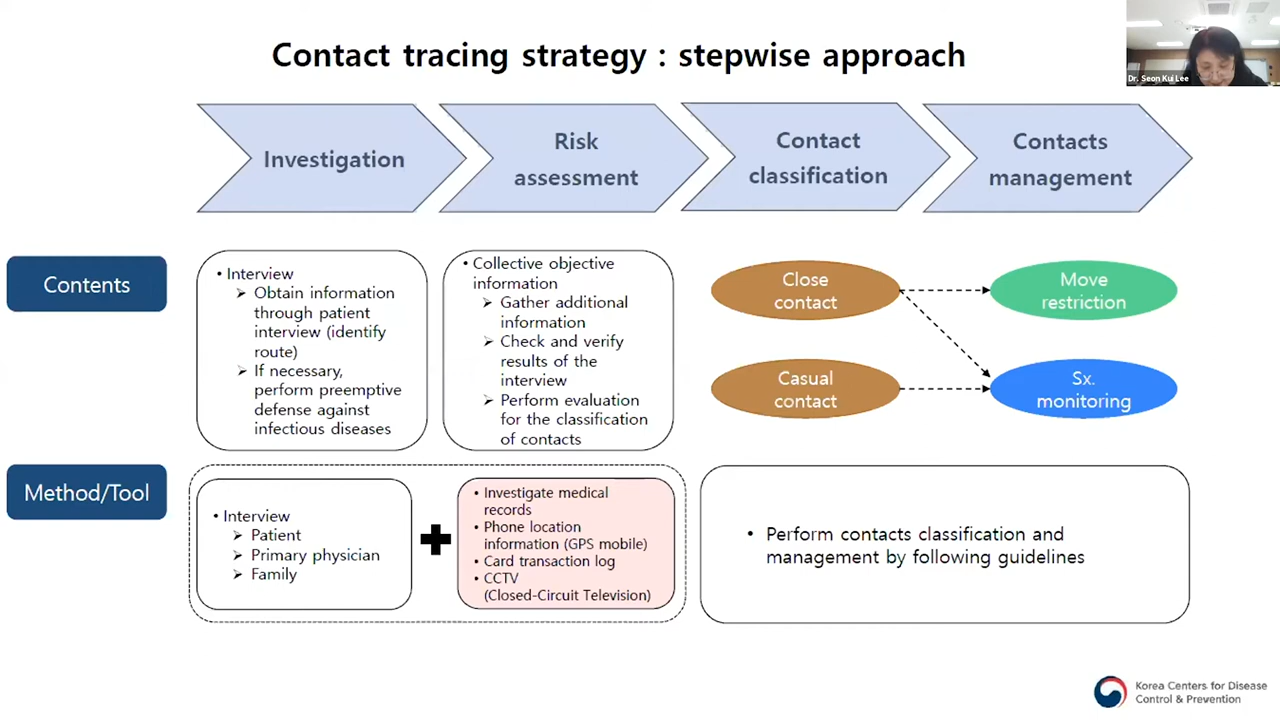 Contact tracing strategy : stepwise approach
Dr. Seon Kui Lee
Investigation
Risk
assessment
Contact
classification
Contacts
management
Contents
• Interview
➢ Obtain information
through patient
interview (identify
route)
➢ If necessary,
perform preemptive
defense against
infectious diseases
• Collective objective
information
➢ Gather additional
information
➢ Check and verify
results of the
interview
➢ Perform evaluation
for the classification
of contacts
Close
contact
Move
restriction
Casual
contact
Sx.
monitoring
Method/Tool
• Interview
➢ Patient
➢ Primary physician
➢ Family
• Investigate medical
records
• Phone location
information (GPS mobile)
• Card transaction log
• CCTV
(Closed-Circuit Television)
• Perform contacts classification and
management by following guidelines
Korea Centers for Disease
Control & Prevention